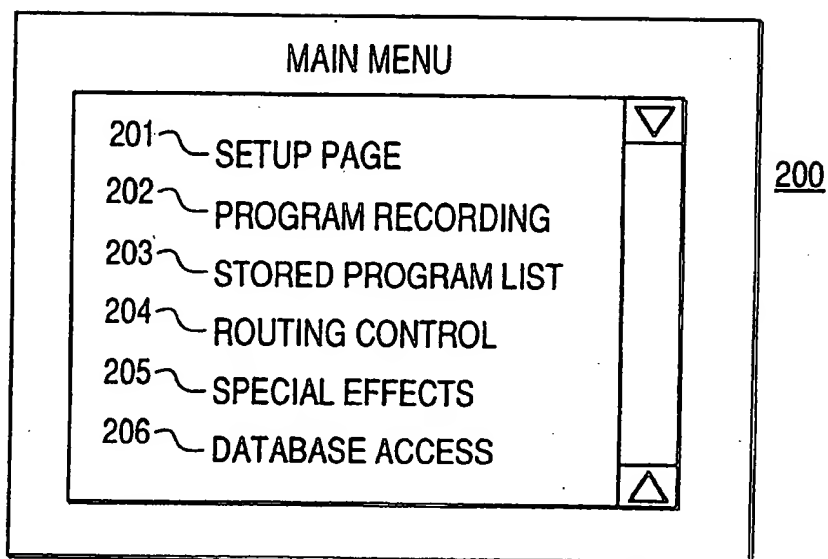 MAIN MENU
201 SETUP PAGE
200
202 PROGRAM RECORDING
203 STORED PROGRAM LIST
204 ROUTING CONTROL
205 SPECIAL EFFECTS
206 DATABASE ACCESS